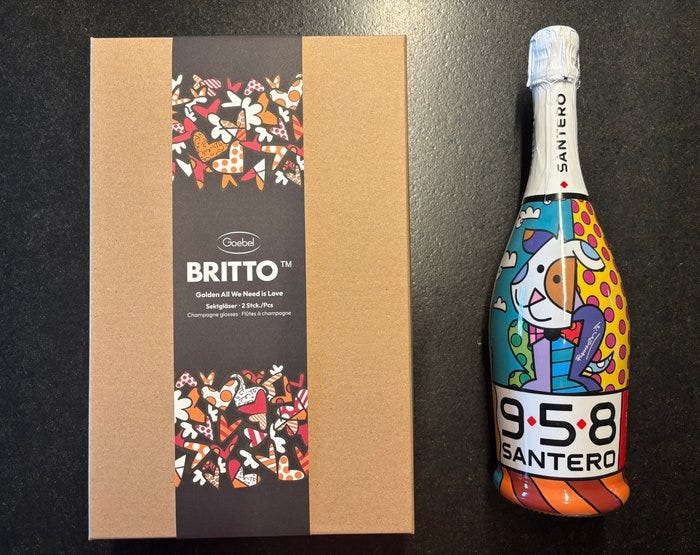 Goebel
BRITTO™
Golden All We Need is Love
Sektgläser · 2 Stck./Pcs
Champagne glasses · Flûtes à champagne
SANTERO
9·5·8
SANTERO